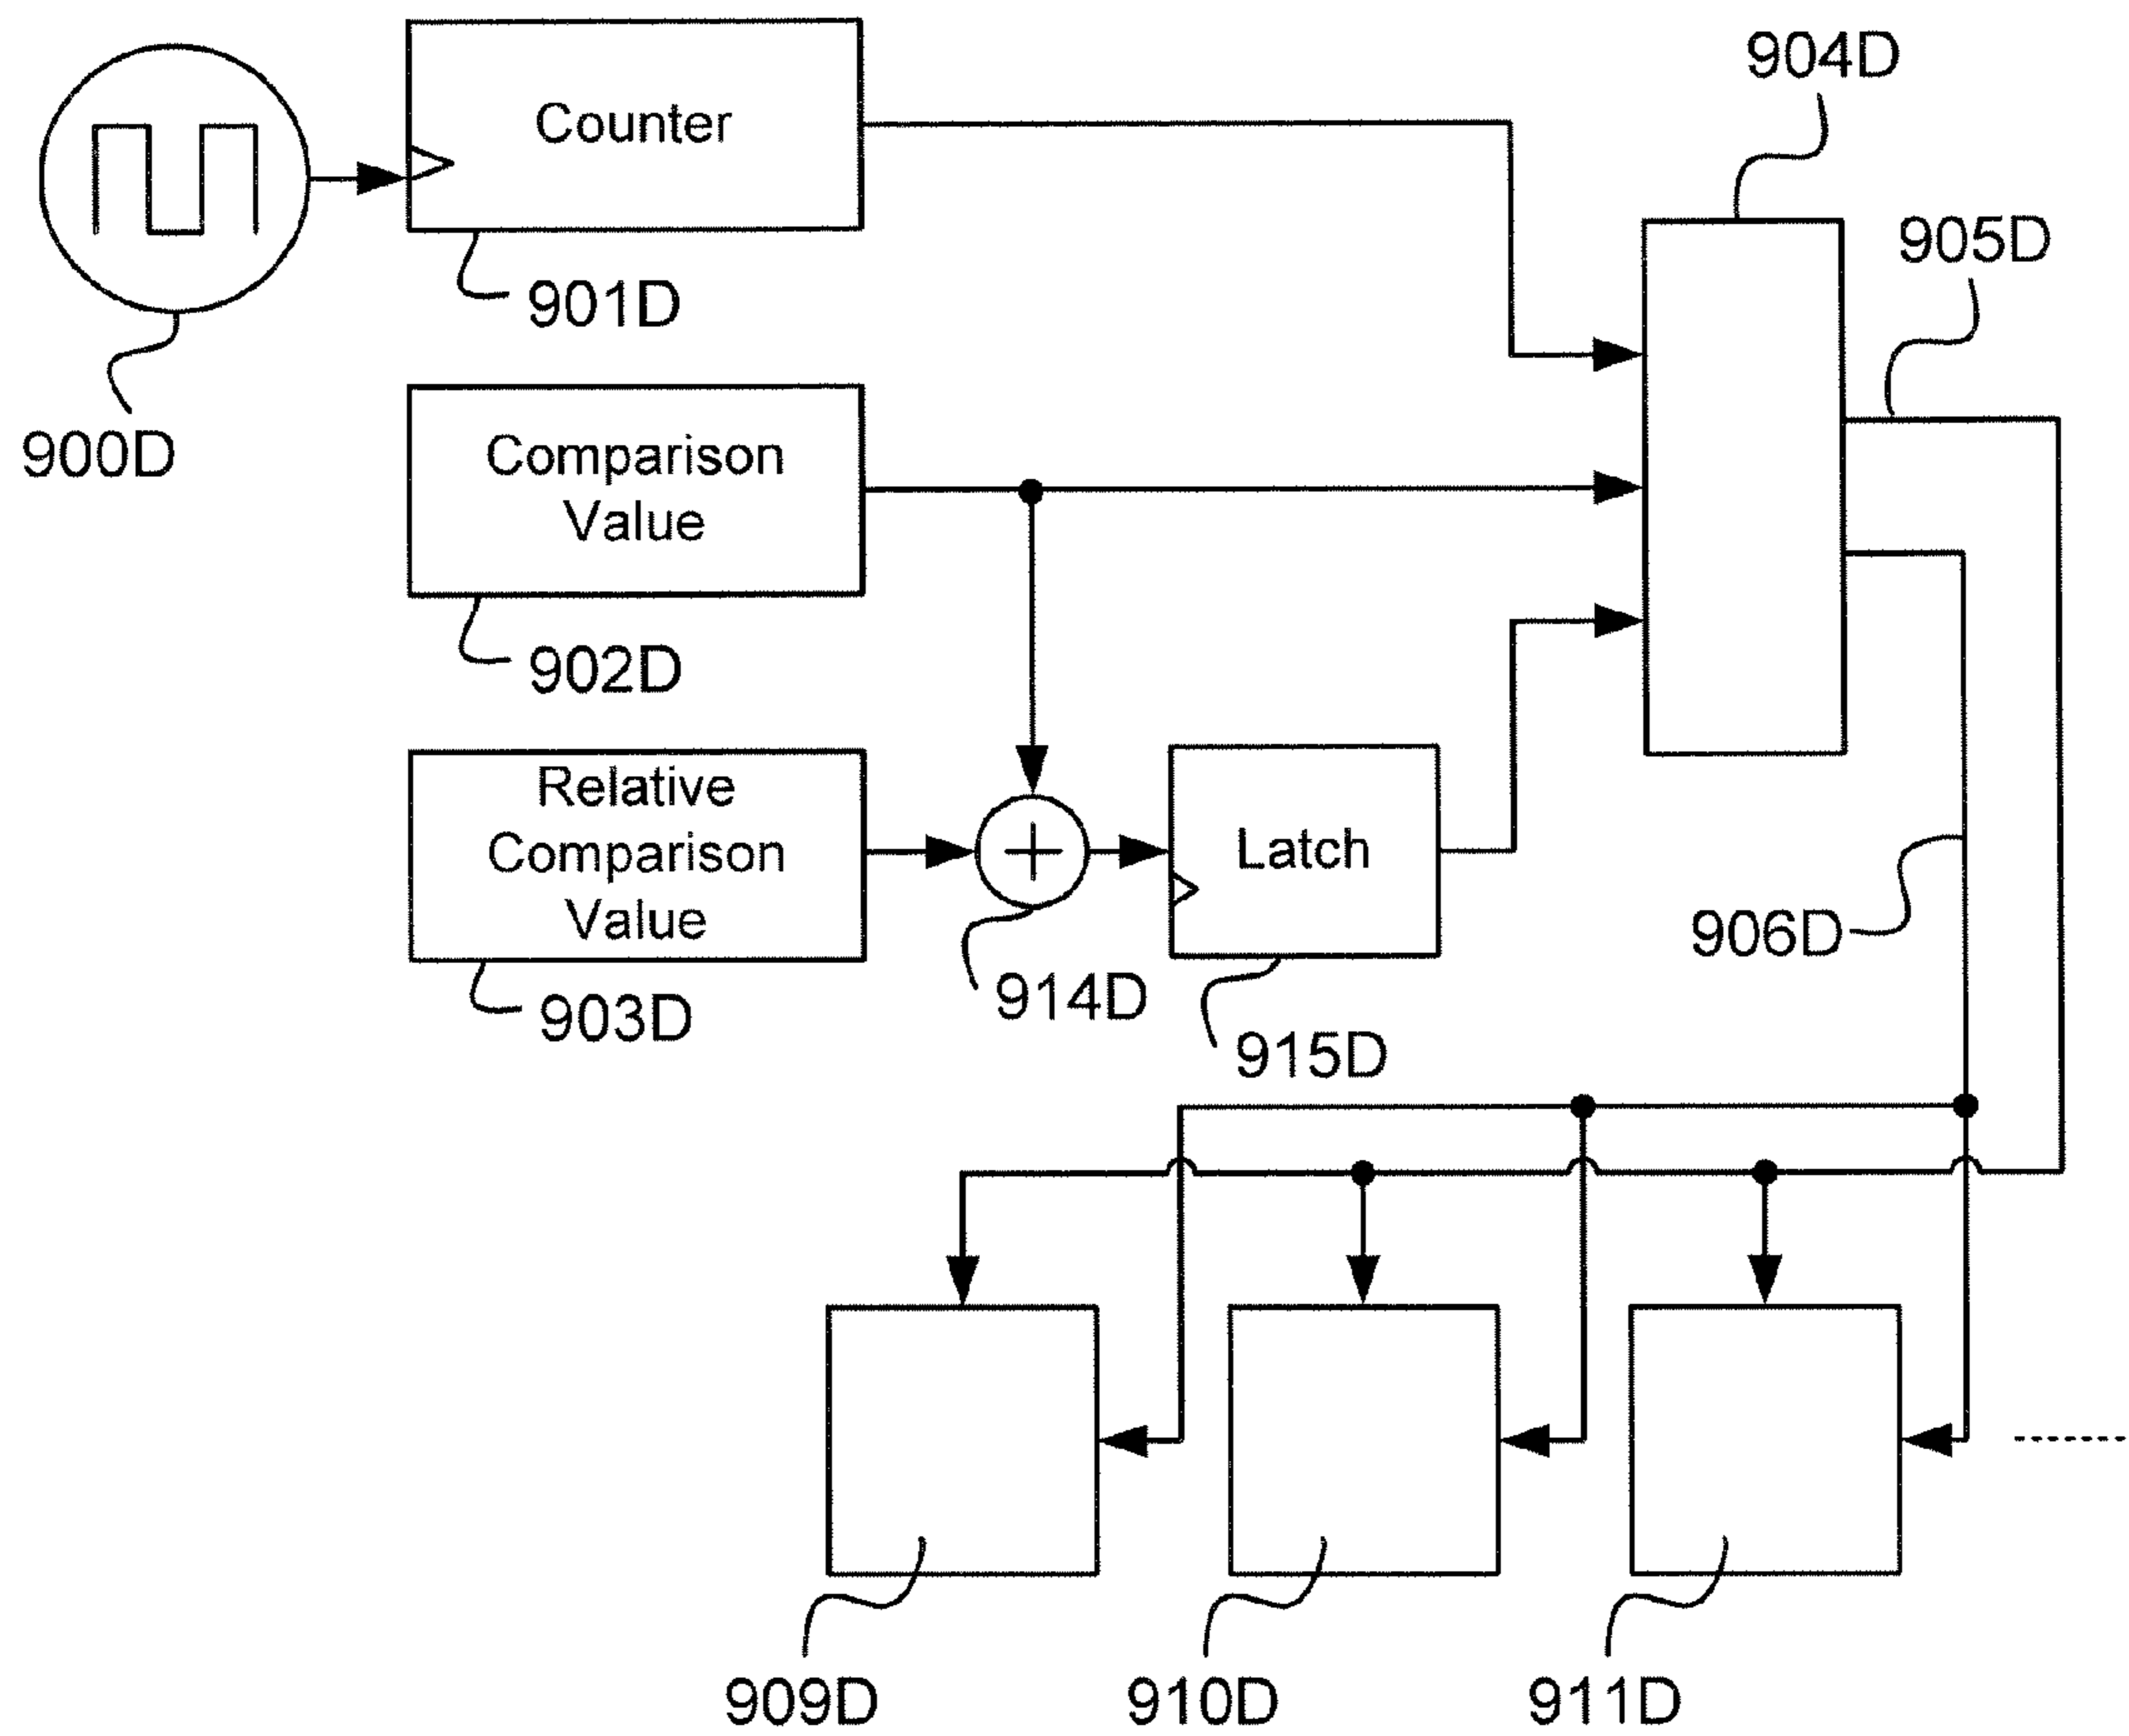 904D
Counter
905D
901D
900D
Comparison
Value
902D
Relative
Comparison
Value
Latch
906D
903D
914D
915D
909D
910D
911D